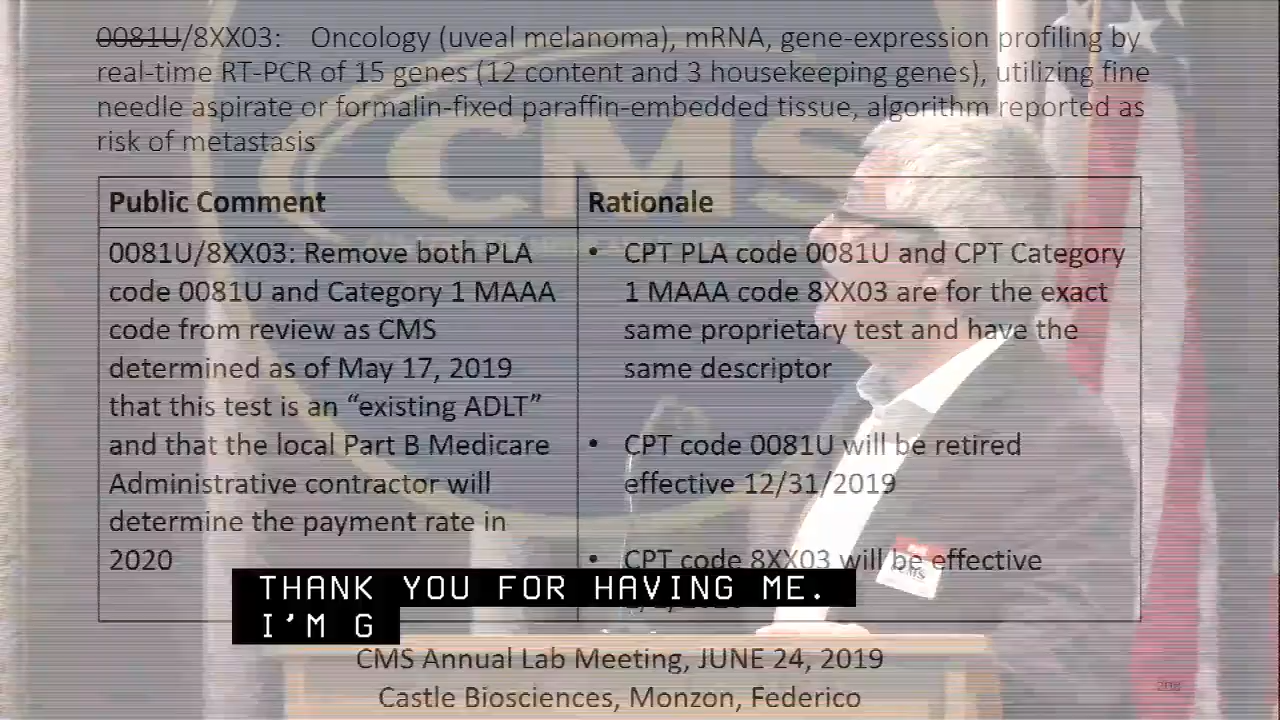 0081U/8XX03: Oncology (uveal melanoma), mRNA, gene-expression profiling by
real-time RT-PCR of 15 genes (12 content and 3 housekeeping genes), utilizing fine
needle aspirate or formalin-fixed paraffin-embedded tissue, algorithm reported as
risk of metastasis
CMS
Public Comment
0081U/8XX03: Remove both PLA
code 0081U and Category 1 MAAA
code from review as CMS
determined as of May 17, 2019
that this test is an “existing ADLT”
and that the local Part B Medicare
Administrative contractor will
determine the payment rate in
2020
Rationale
• CPT PLA code 0081U and CPT Category
1 MAAA code 8XX03 are for the exact
same proprietary test and have the
same descriptor
• CPT code 0081U will be retired
effective 12/31/2019
• CPT code 8XX03 will be effective
CMS
THANK YOU FOR HAVING ME.
I'M G
CMS Annual Lab Meeting, JUNE 24, 2019
Castle Biosciences, Monzon, Federico